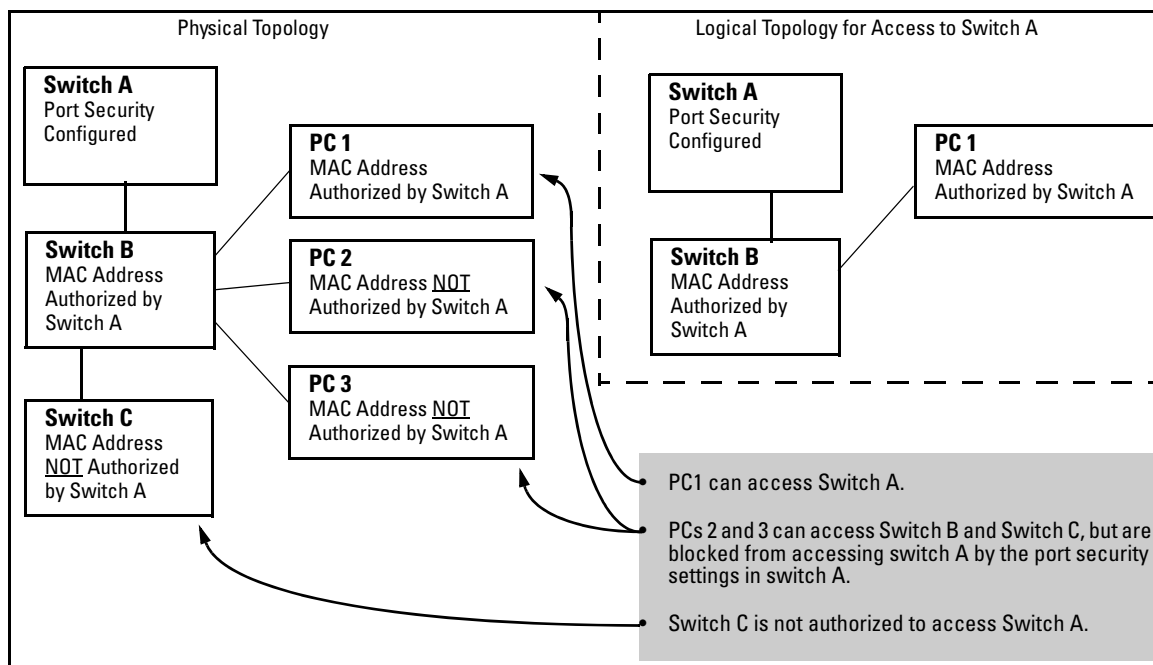 Physical Topology
Switch A
Port Security
Configured
PC 1
MAC Address
Authorized by Switch A
Switch B
MAC Address
Authorized by
Switch A
PC 2
MAC Address NOT
Authorized by Switch A
PC 3
MAC Address NOT
Authorized by Switch A
Switch C
MAC Address
NOT Authorized
by Switch A
Logical Topology for Access to Switch A
Switch A
Port Security
Configured
PC 1
MAC Address
Authorized by Switch A
Switch B
MAC Address
Authorized by
Switch A
• PC1 can access Switch A.
• PCs 2 and 3 can access Switch B and Switch C, but are
blocked from accessing switch A by the port security
settings in switch A.
• Switch C is not authorized to access Switch A.